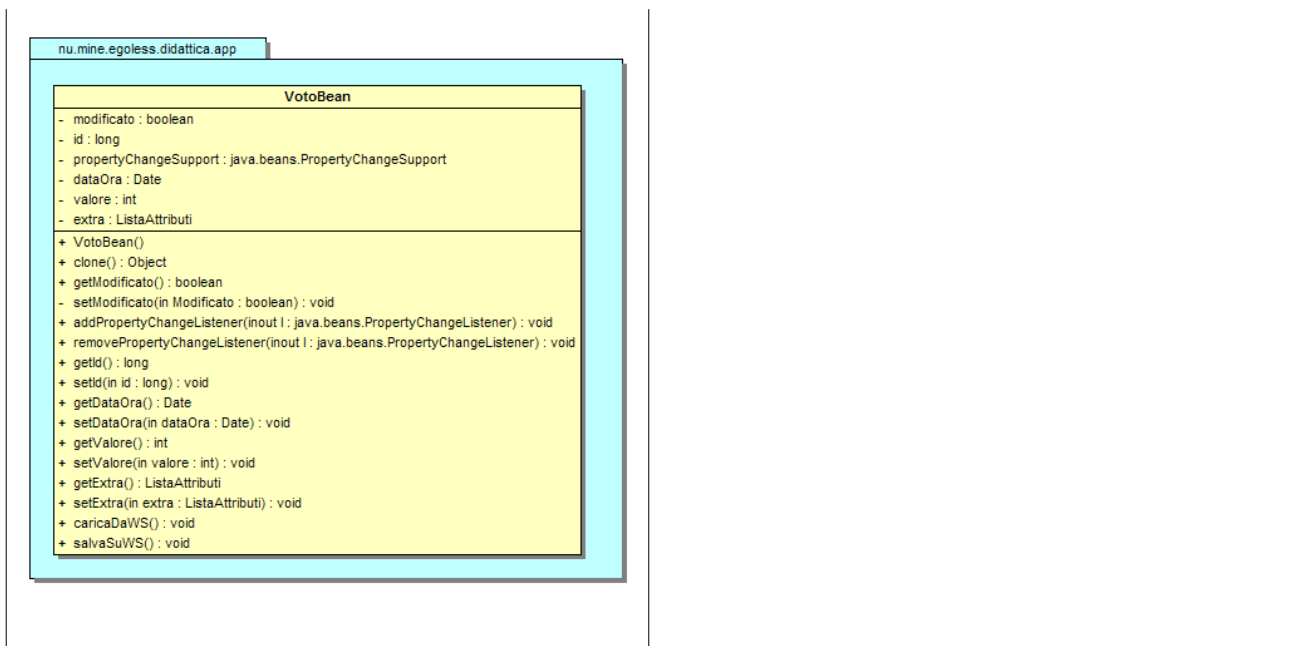 nu.mine.egoless.didattica.app
VotoBean
- modificato : boolean
- id : long
- propertyChangeSupport : java.beans.PropertyChangeSupport
- dataOra : Date
- valore : int
- extra : ListaAttributi
+ VotoBean()
+ clone() : Object
+ getModificato() : boolean
- setModificato(in Modificato : boolean) : void
+ addPropertyChangeListener(inout l : java.beans.PropertyChangeListener) : void
+ removePropertyChangeListener(inout l : java.beans.PropertyChangeListener) : void
+ getId() : long
+ setId(in id : long) : void
+ getDataOra() : Date
+ setDataOra(in dataOra : Date) : void
+ getValore() : int
+ setValore(in valore : int) : void
+ getExtra() : ListaAttributi
+ setExtra(in extra : ListaAttributi) : void
+ caricaDaWS() : void
+ salvaSuWS() : void